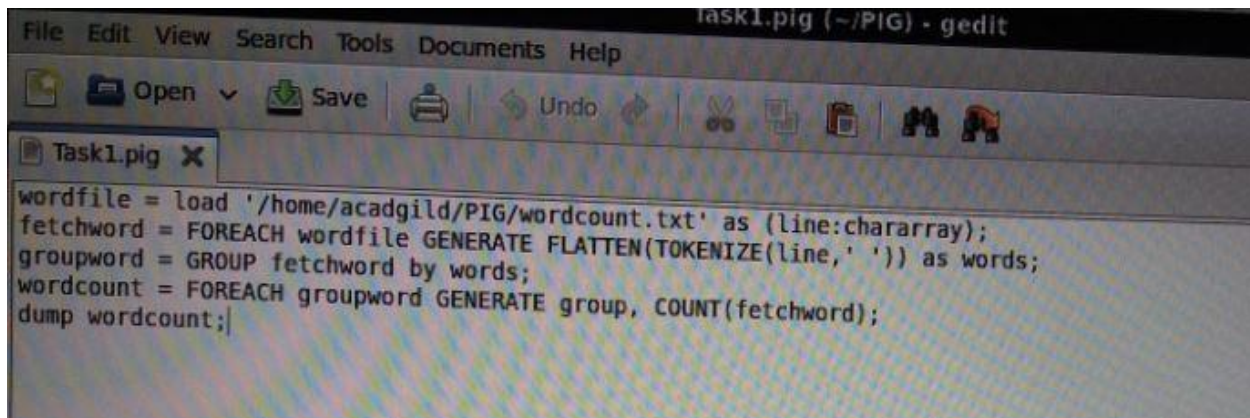 Task1.pig (~/PIG) - gedit
File Edit View Search Tools Documents Help
Open Save Undo
Task1.pig
wordfile = load '/home/acadgild/PIG/wordcount.txt' as (line:chararray);
fetchword = FOREACH wordfile GENERATE FLATTEN(TOKENIZE(line,' ')) as words;
groupword = GROUP fetchword by words;
wordcount = FOREACH groupword GENERATE group, COUNT(fetchword);
dump wordcount;